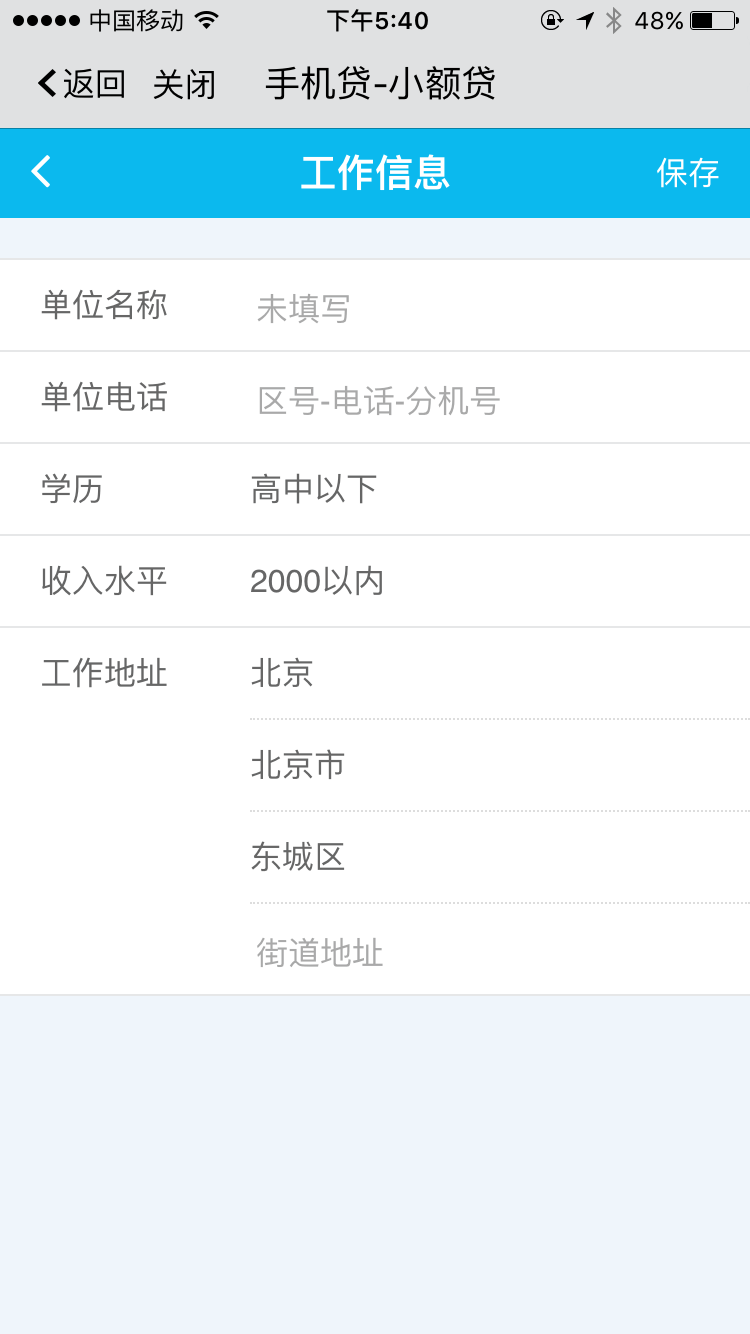 中国移动 下午5:40 48%
返回 关闭 手机贷-小额贷
工作信息 保存
单位名称 未填写
单位电话 区号-电话-分机号
学历 高中以下
收入水平 2000以内
工作地址 北京
北京市
东城区
街道地址